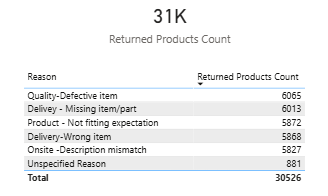 31K
Returned Products Count
Reason Returned Products Count
Quality-Defective item 6065
Delivey - Missing item/part 6013
Product - Not fitting expectation 5872
Delivery-Wrong item 5868
Onsite -Description mismatch 5827
Unspecified Reason 881
Total 30526